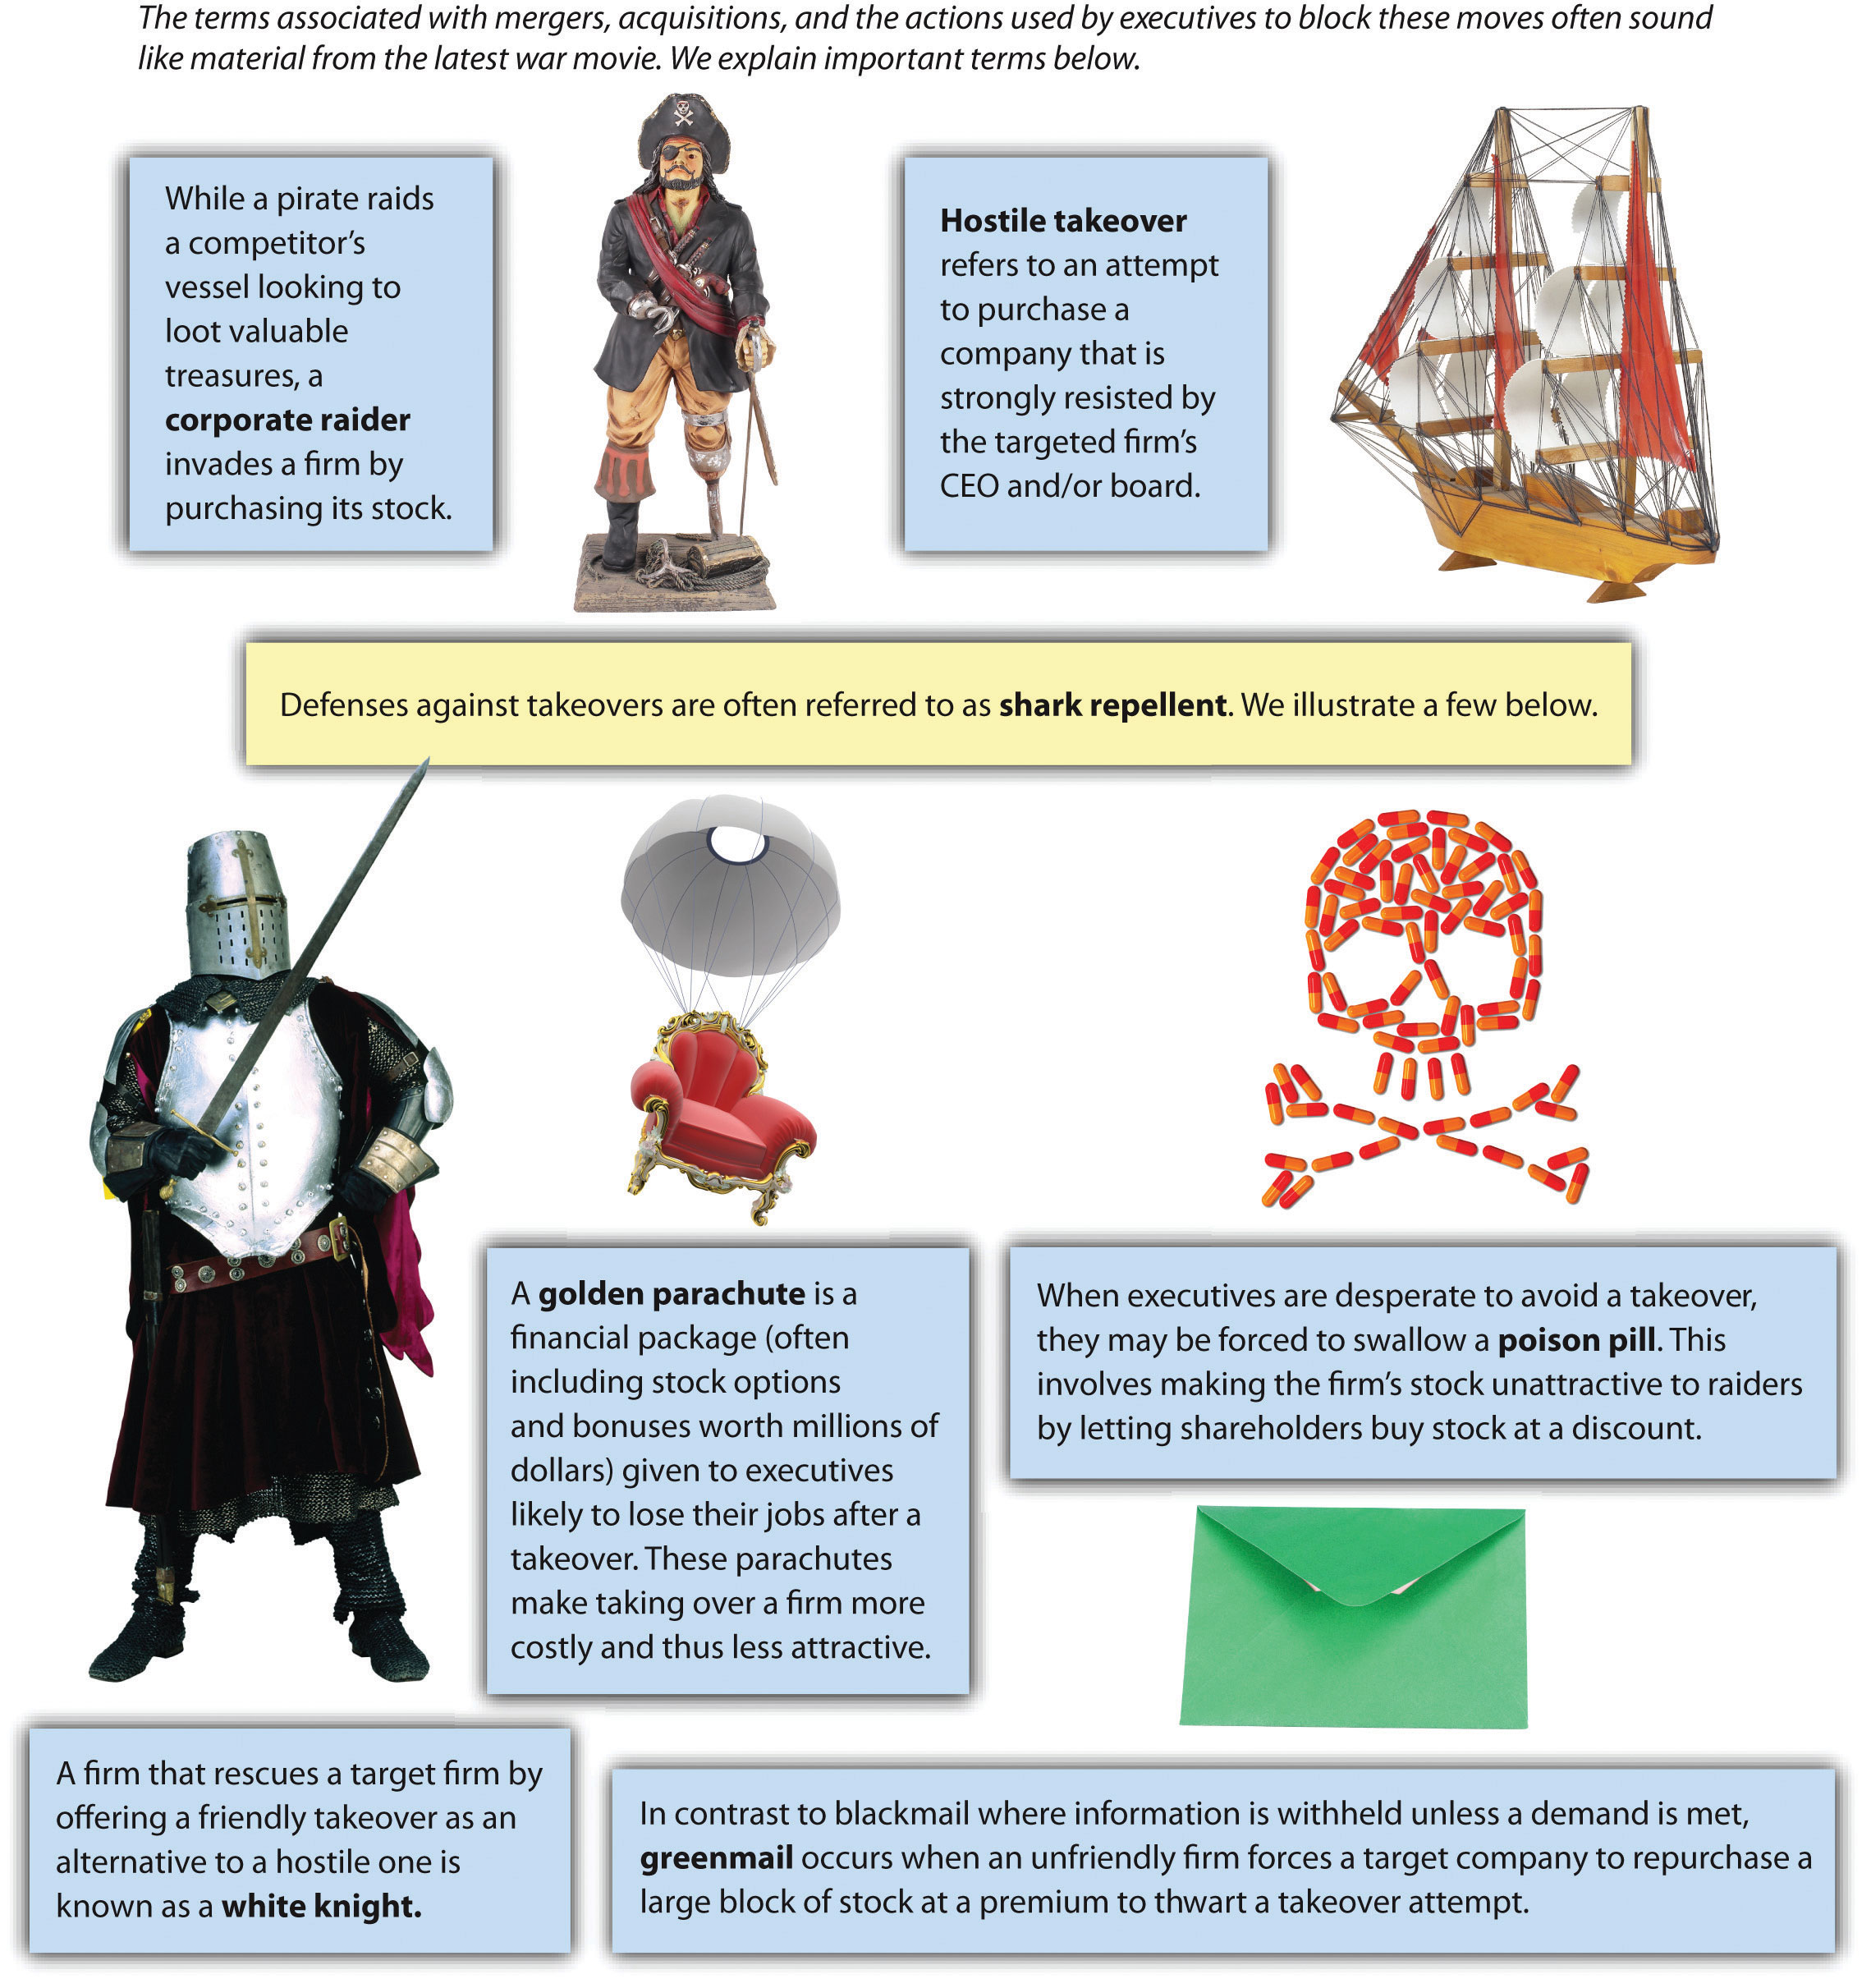 The terms associated with mergers, acquisitions, and the actions used by executives to block these moves often sound
like material from the latest war movie. We explain important terms below.
While a pirate raids
a competitor’s
vessel looking to
loot valuable
treasures, a
corporate raider
invades a firm by
purchasing its stock.
Hostile takeover
refers to an attempt
to purchase a
company that is
strongly resisted by
the targeted firm’s
CEO and/or board.
Defenses against takeovers are often referred to as shark repellent. We illustrate a few below.
A golden parachute is a
financial package (often
including stock options
and bonuses worth millions of
dollars) given to executives
likely to lose their jobs after a
takeover. These parachutes
make taking over a firm more
costly and thus less attractive.
When executives are desperate to avoid a takeover,
they may be forced to swallow a poison pill. This
involves making the firm’s stock unattractive to raiders
by letting shareholders buy stock at a discount.
A firm that rescues a target firm by
offering a friendly takeover as an
alternative to a hostile one is
known as a white knight.
In contrast to blackmail where information is withheld unless a demand is met,
greenmail occurs when an unfriendly firm forces a target company to repurchase a
large block of stock at a premium to thwart a takeover attempt.